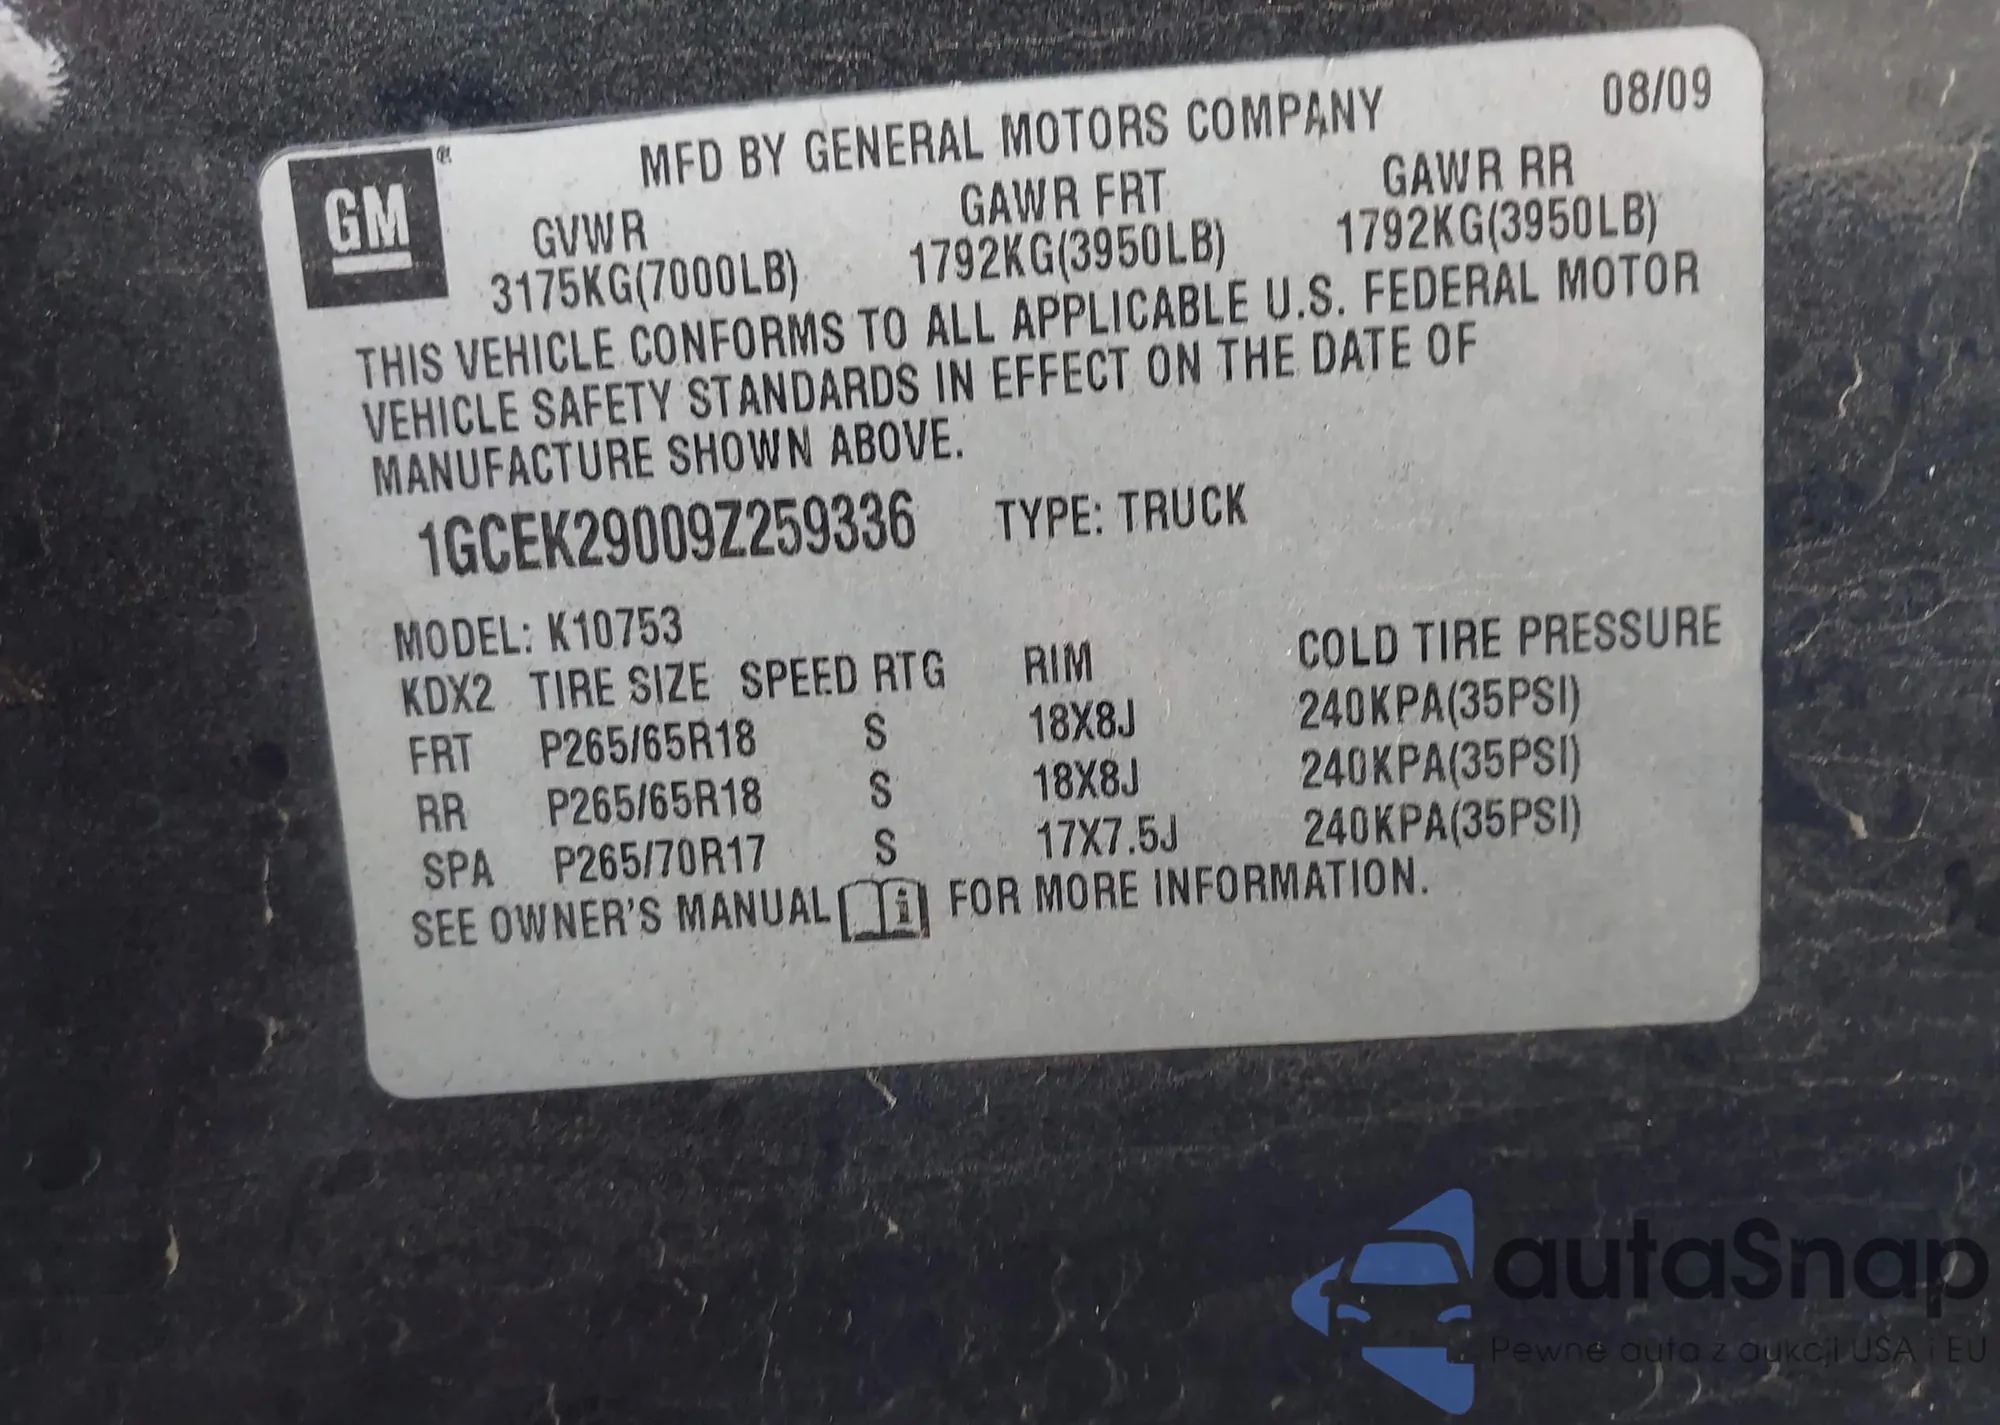 MFD BY GENERAL MOTORS COMPANY 08/09
GM®
GVWR GAWR FRT GAWR RR
3175KG(7000LB) 1792KG(3950LB) 1792KG(3950LB)
THIS VEHICLE CONFORMS TO ALL APPLICABLE U.S. FEDERAL MOTOR
VEHICLE SAFETY STANDARDS IN EFFECT ON THE DATE OF
MANUFACTURE SHOWN ABOVE.
1GCEK29009Z259336 TYPE: TRUCK
MODEL: K10753
KDX2 TIRE SIZE SPEED RTG RIM COLD TIRE PRESSURE
FRT P265/65R18 S 18X8J 240KPA(35PSI)
RR P265/65R18 S 18X8J 240KPA(35PSI)
SPA P265/70R17 S 17X7.5J 240KPA(35PSI)
SEE OWNER'S MANUAL i FOR MORE INFORMATION.
autaSnap
Pewne auta z aukcji USA i EU